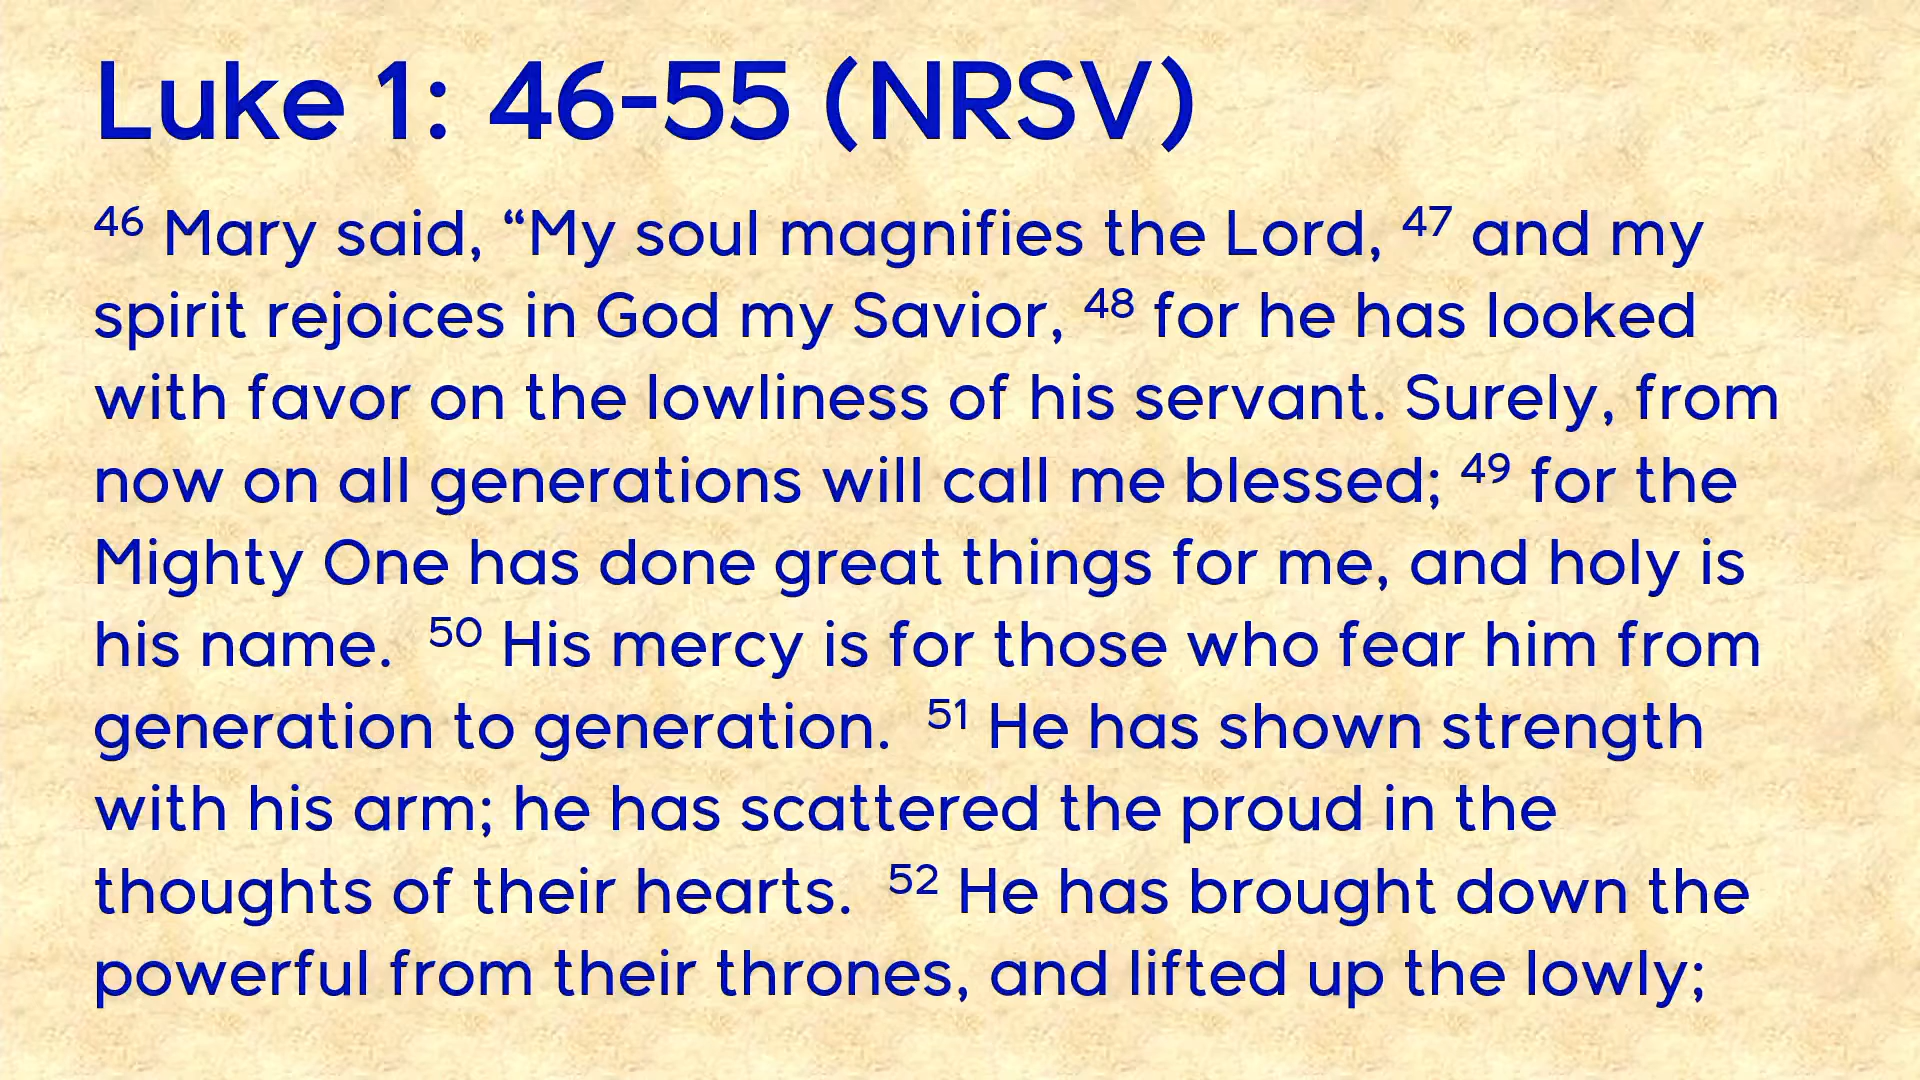 Luke 1: 46-55 (NRSV)
46 Mary said, “My soul magnifies the Lord, 47 and my
spirit rejoices in God my Savior, 48 for he has looked
with favor on the lowliness of his servant. Surely, from
now on all generations will call me blessed; 49 for the
Mighty One has done great things for me, and holy is
his name.  50 His mercy is for those who fear him from
generation to generation.  51 He has shown strength
with his arm; he has scattered the proud in the
thoughts of their hearts.  52 He has brought down the
powerful from their thrones, and lifted up the lowly;